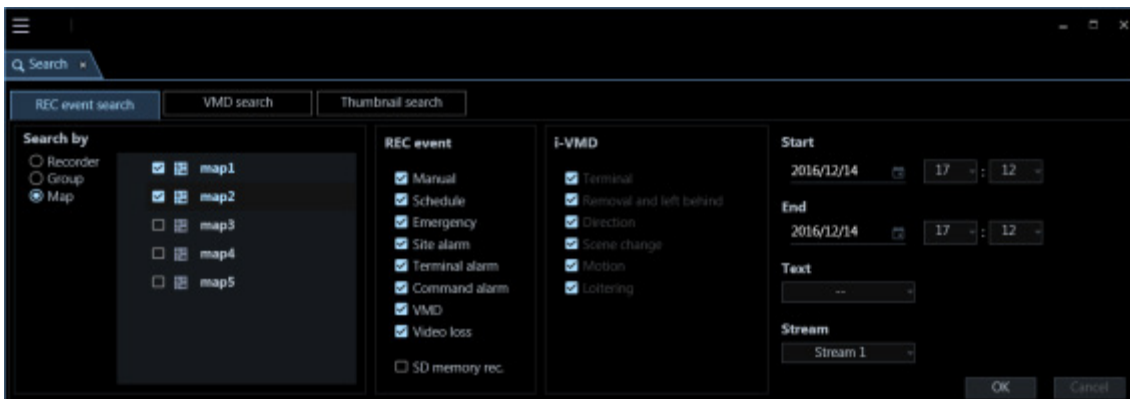 Search
REC event search
VMD search
Thumbnail search
Search by
Recorder
Group
Map
map1
map2
map3
map4
map5
REC event
Manual
Schedule
Emergency
Site alarm
Terminal alarm
Command alarm
VMD
Video loss
SD memory rec.
i-VMD
Terminal
Removal and left behind
Direction
Scene change
Motion
Loitering
Start
2016/12/14 17 : 12
End
2016/12/14 17 : 12
Text
--
Stream
Stream 1
OK
Cancel